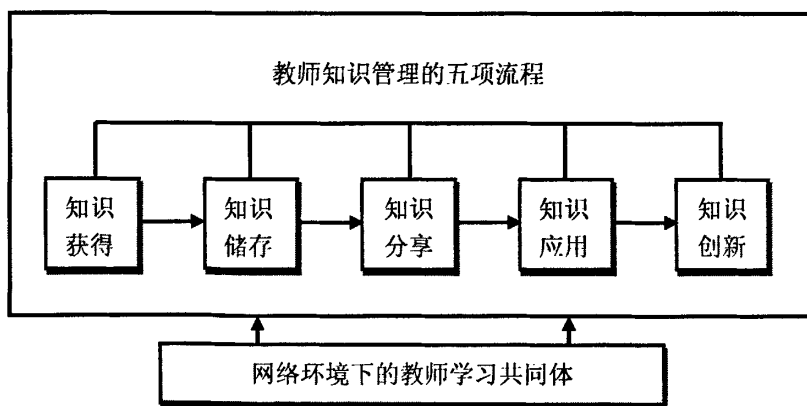 教师知识管理的五项流程
知识
获得
知识
储存
知识
分享
知识
应用
知识
创新
网络环境下的教师学习共同体